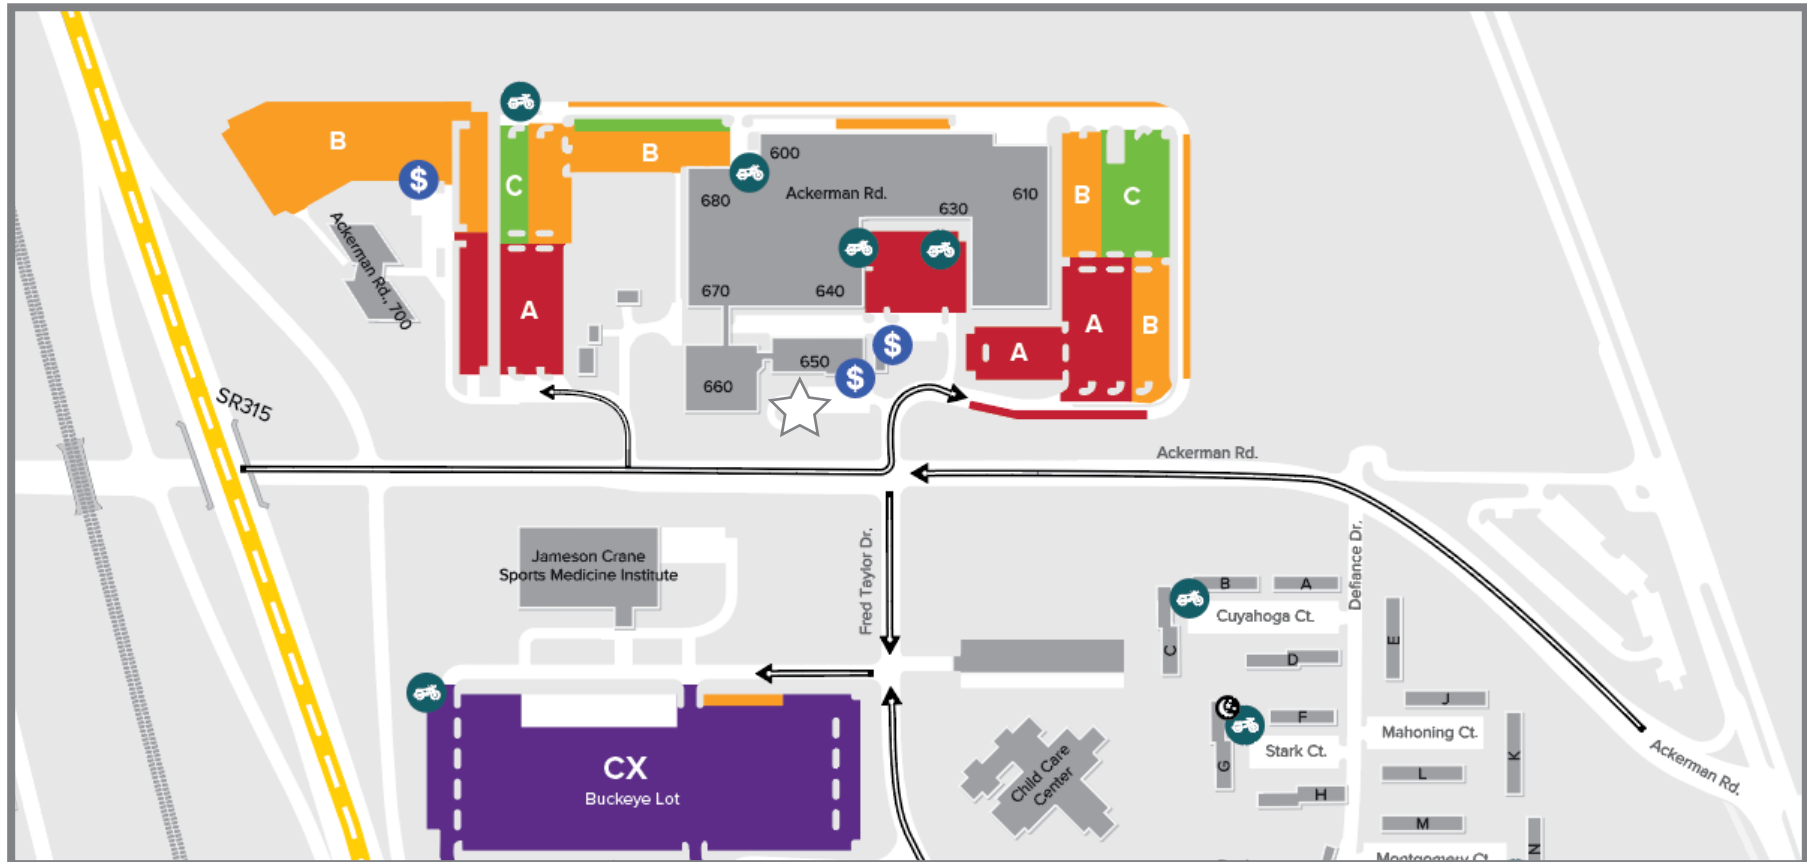 B
$
C
B
600
Ackerman Rd.
680
630
610
B
C
Ackerman Rd., 700
A
670
640
A
B
A
$
650
$
660
SR315
Ackerman Rd.
Jameson Crane
Sports Medicine Institute
Fred Taylor Dr.
Defiance Dr.
B
A
Cuyahoga Ct.
C
D
E
J
F
Stark Ct.
G
H
Mahoning Ct.
K
L
M
N
Montgomery Ct.
Ackerman Rd.
Child Care
Center
CX
Buckeye Lot